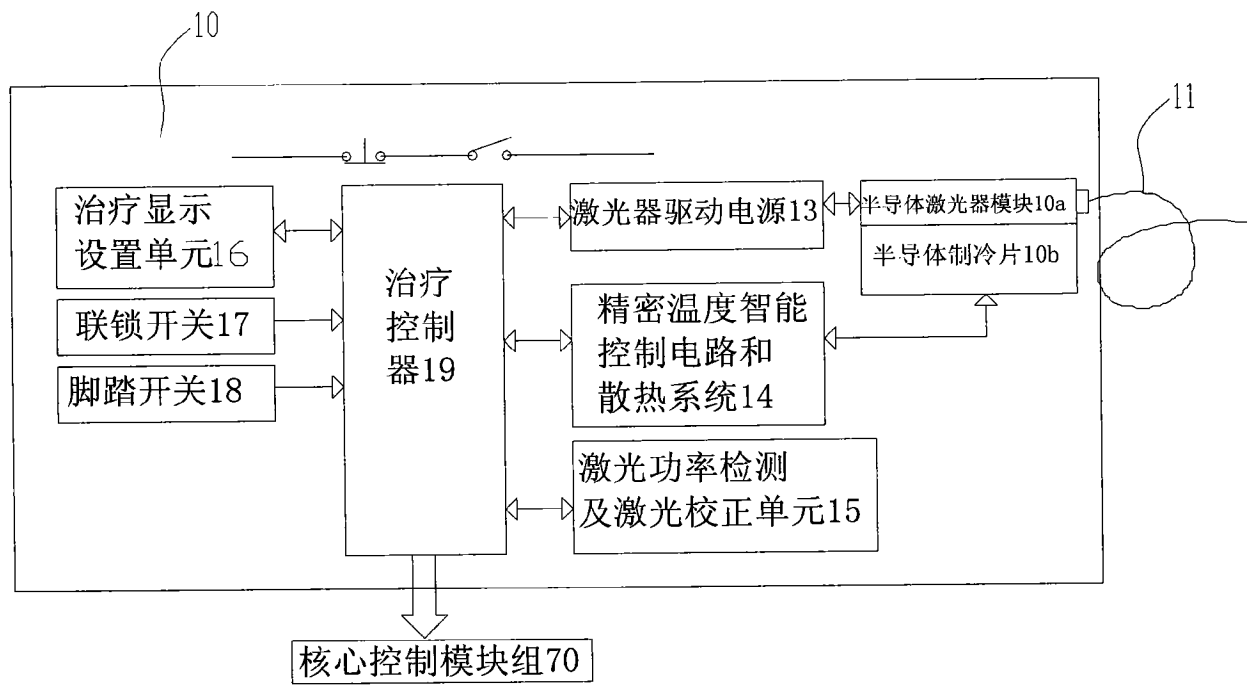 10
11
治疗显示
设置单元16
联锁开关17
脚踏开关18
治疗
控制
器19
激光器驱动电源13
半导体激光器模块10a
半导体制冷片10b
精密温度智能
控制电路和
散热系统14
激光功率检测
及激光校正单元15
核心控制模块组70